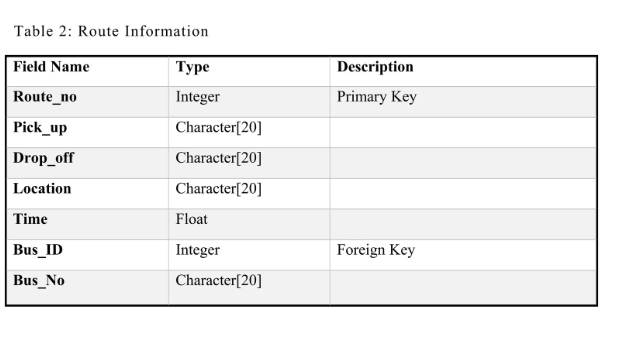 Table 2: Route Information
Field Name Type Description
Route_no Integer Primary Key
Pick_up Character[20]
Drop_off Character[20]
Location Character[20]
Time Float
Bus_ID Integer Foreign Key
Bus_No Character[20]